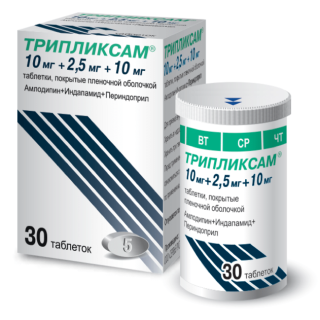 ТРИПЛИКСАМ®
10 мг + 2,5 мг + 10 мг
таблетки, покрытые пленочной оболочкой
Амлодипин+Индапамид+Периндоприл
30 таблеток
5
ВТ СР ЧТ
ТРИПЛИКСАМ®
10 мг+2,5 мг+10 мг
таблетки, покрытые
пленочной оболочкой
Амлодипин+Индапамид+
Периндоприл
30 таблеток